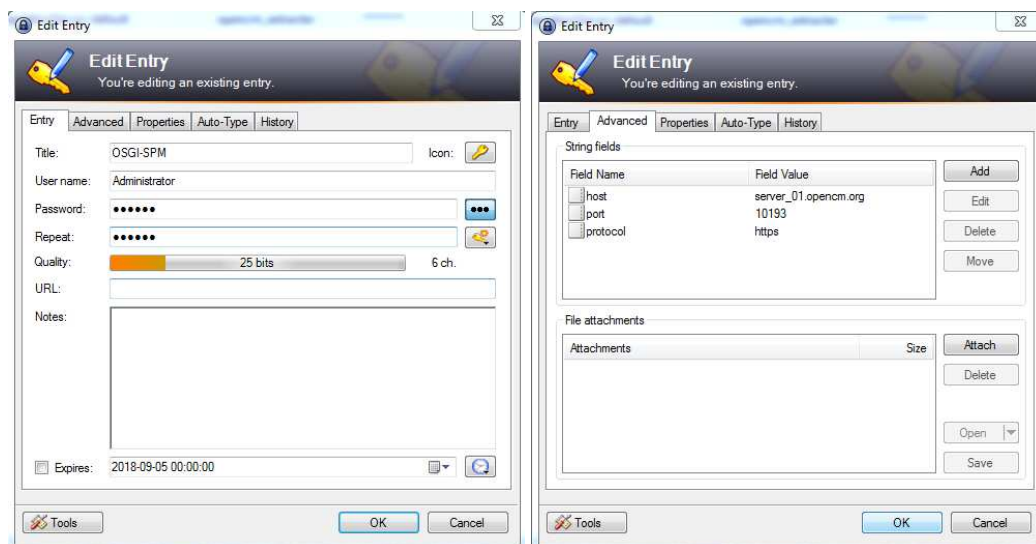 Edit Entry
Edit Entry
You're editing an existing entry.
Entry Advanced Properties Auto-Type History
Title: OSGI-SPM Icon:
User name: Administrator
Password: ●●●●●● ●●●
Repeat: ●●●●●●
Quality: 25 bits 6 ch.
URL:
Notes:
Expires: 2018-09-05 00:00:00
Tools OK Cancel
Edit Entry
Edit Entry
You're editing an existing entry.
Entry Advanced Properties Auto-Type History
String fields
Field Name Field Value Add
host server_01.opencm.org
port 10193 Edit
protocol https Delete
Move
File attachments
Attachments Size Attach
Delete
Open
Save
Tools OK Cancel